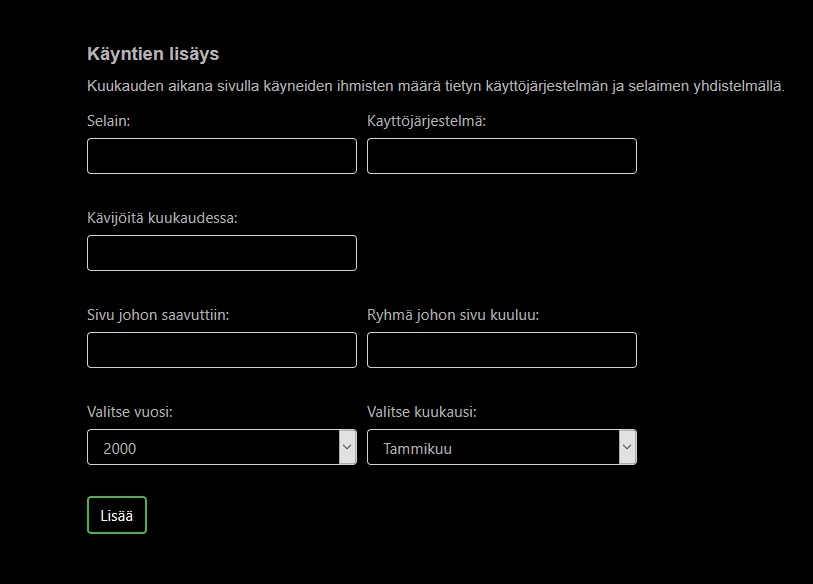 Käyntien lisäys
Kuukauden aikana sivulla käyneiden ihmisten määrä tietyn käyttöjärjestelmän ja selaimen yhdistelmällä.
Selain: Kayttöjärjestelmä:
Kävijöitä kuukaudessa:
Sivu johon saavuttiin: Ryhmä johon sivu kuuluu:
Valitse vuosi: Valitse kuukausi:
2000 Tammikuu
Lisää